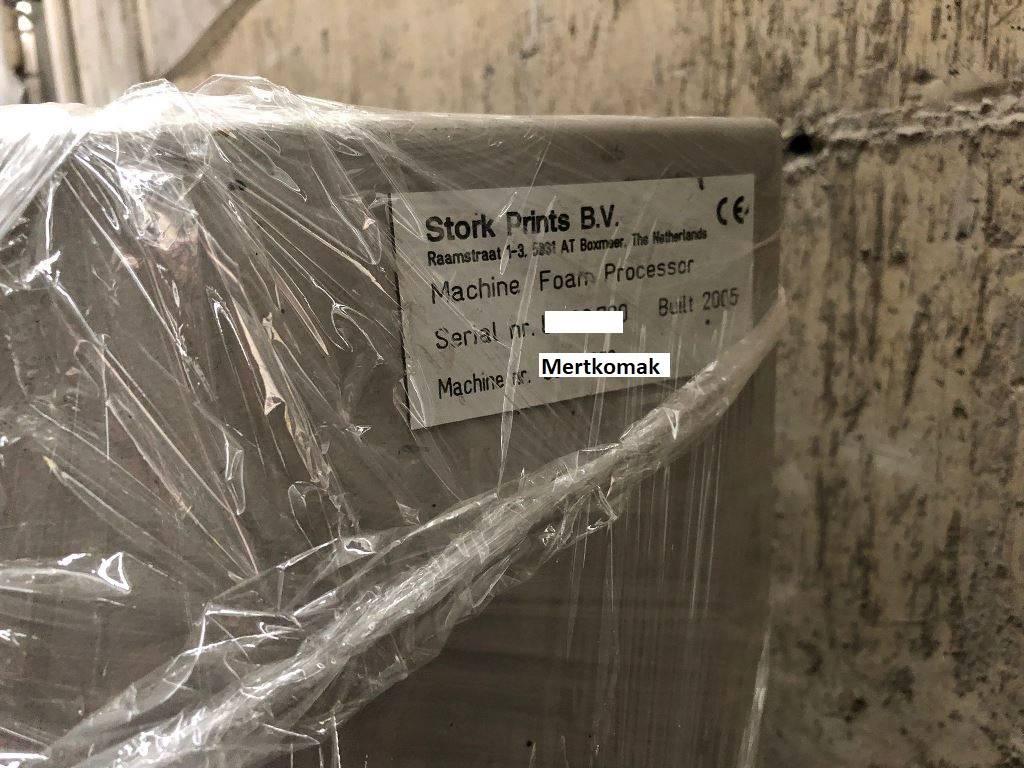 Stork Prints B.V. CE
Raamstraat 1-3, 5831 AT Boxmeer, The Netherlands
Machine Foam Processor
Serial nr. Built 2005
Machine nr. Mertkomak